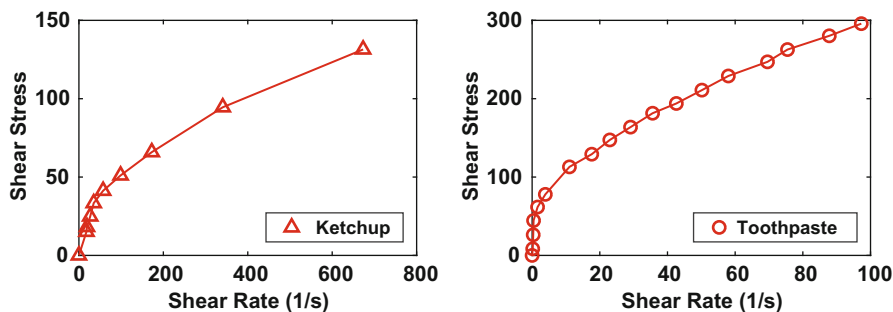 150
100
50
0
Shear Stress
Ketchup
0 200 400 600 800
Shear Rate (1/s)
300
200
100
0
Shear Stress
Toothpaste
0 20 40 60 80 100
Shear Rate (1/s)